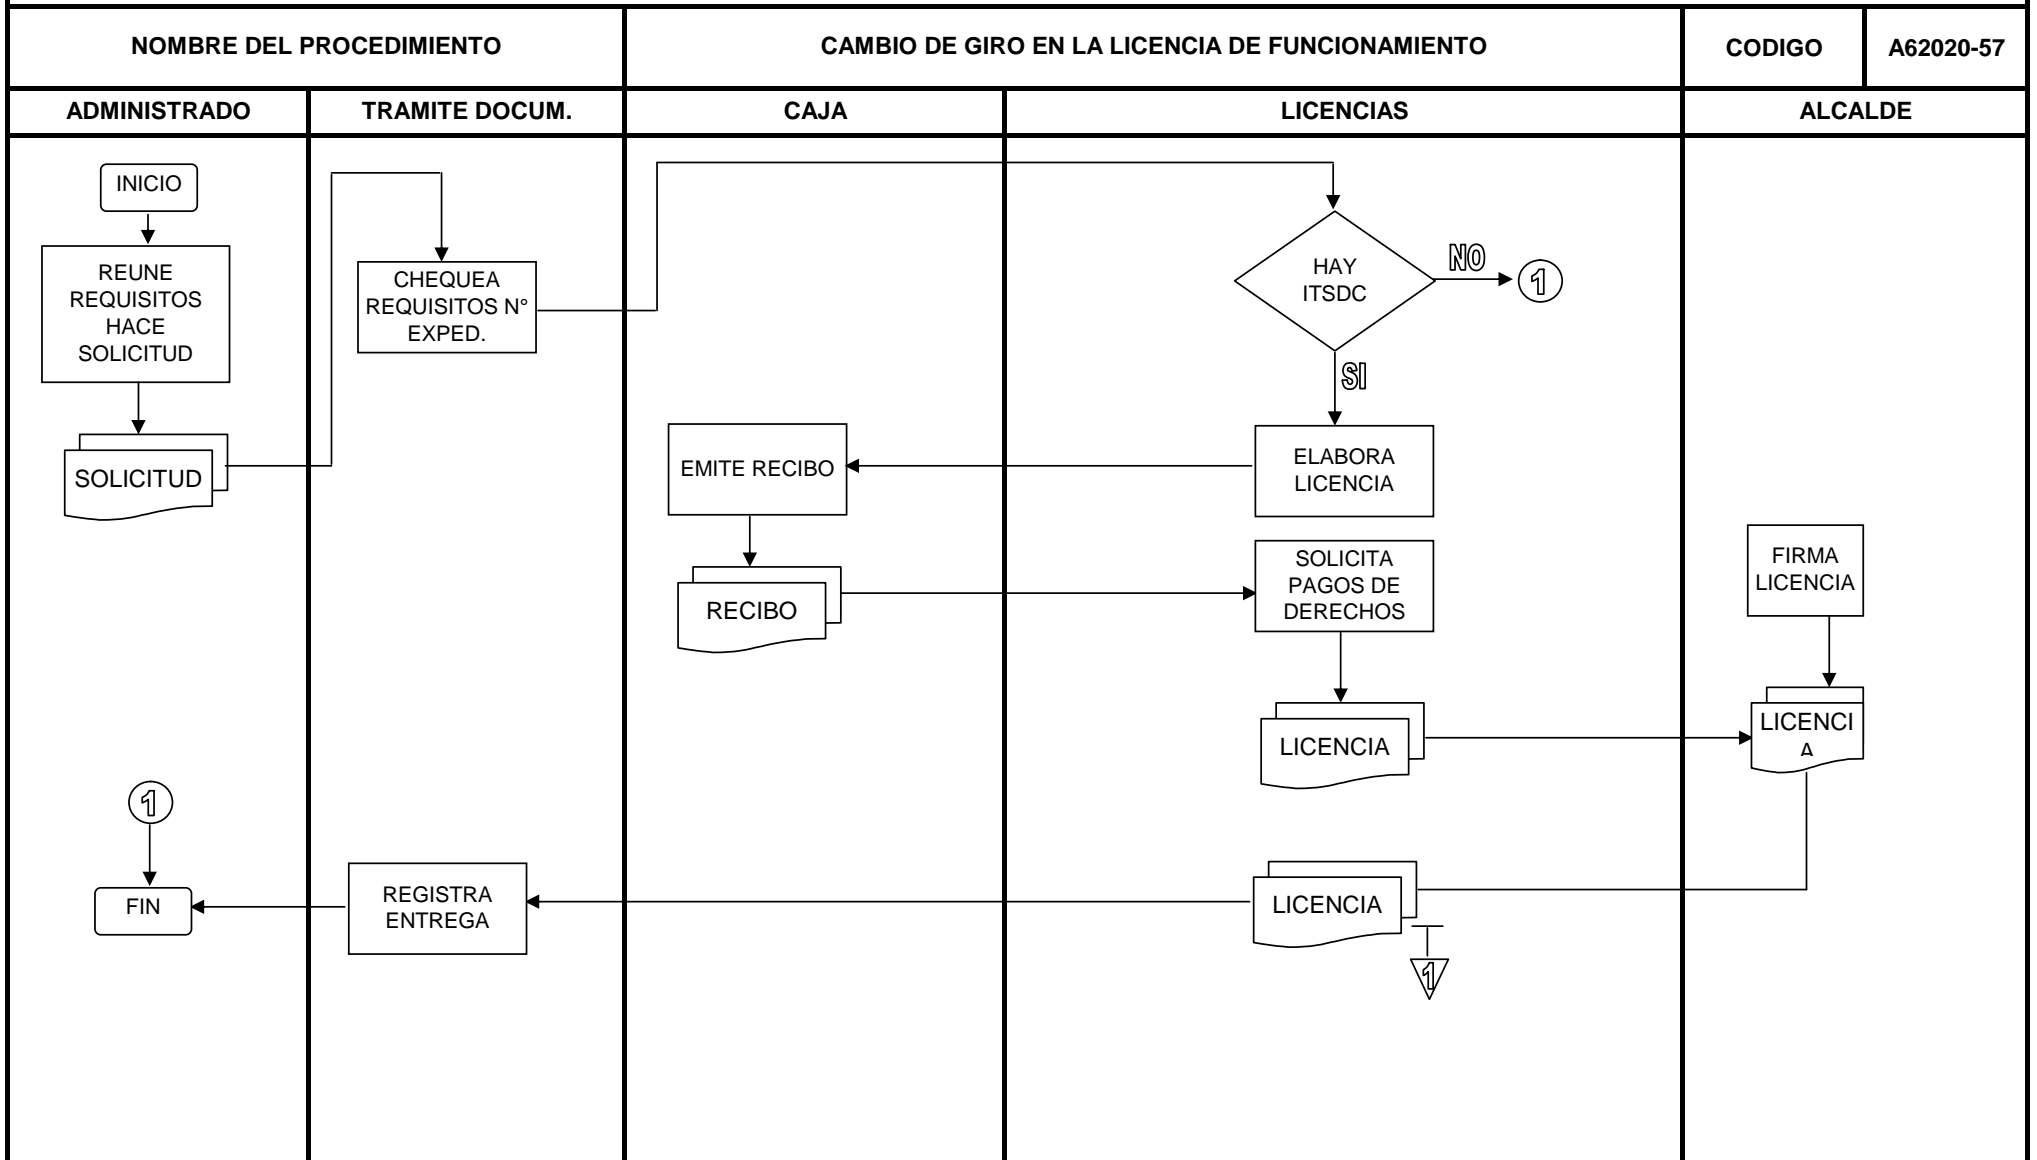 NOMBRE DEL PROCEDIMIENTO
CAMBIO DE GIRO EN LA LICENCIA DE FUNCIONAMIENTO
CODIGO
A62020-57
ADMINISTRADO
TRAMITE DOCUM.
CAJA
LICENCIAS
ALCALDE
INICIO
REUNE
REQUISITOS
HACE
SOLICITUD
SOLICITUD
CHEQUEA
REQUISITOS N°
EXPED.
HAY
ITSDC
NO
1
SI
ELABORA
LICENCIA
EMITE RECIBO
RECIBO
SOLICITA
PAGOS DE
DERECHOS
LICENCIA
FIRMA
LICENCIA
LICENCI
A
LICENCIA
1
REGISTRA
ENTREGA
1
FIN